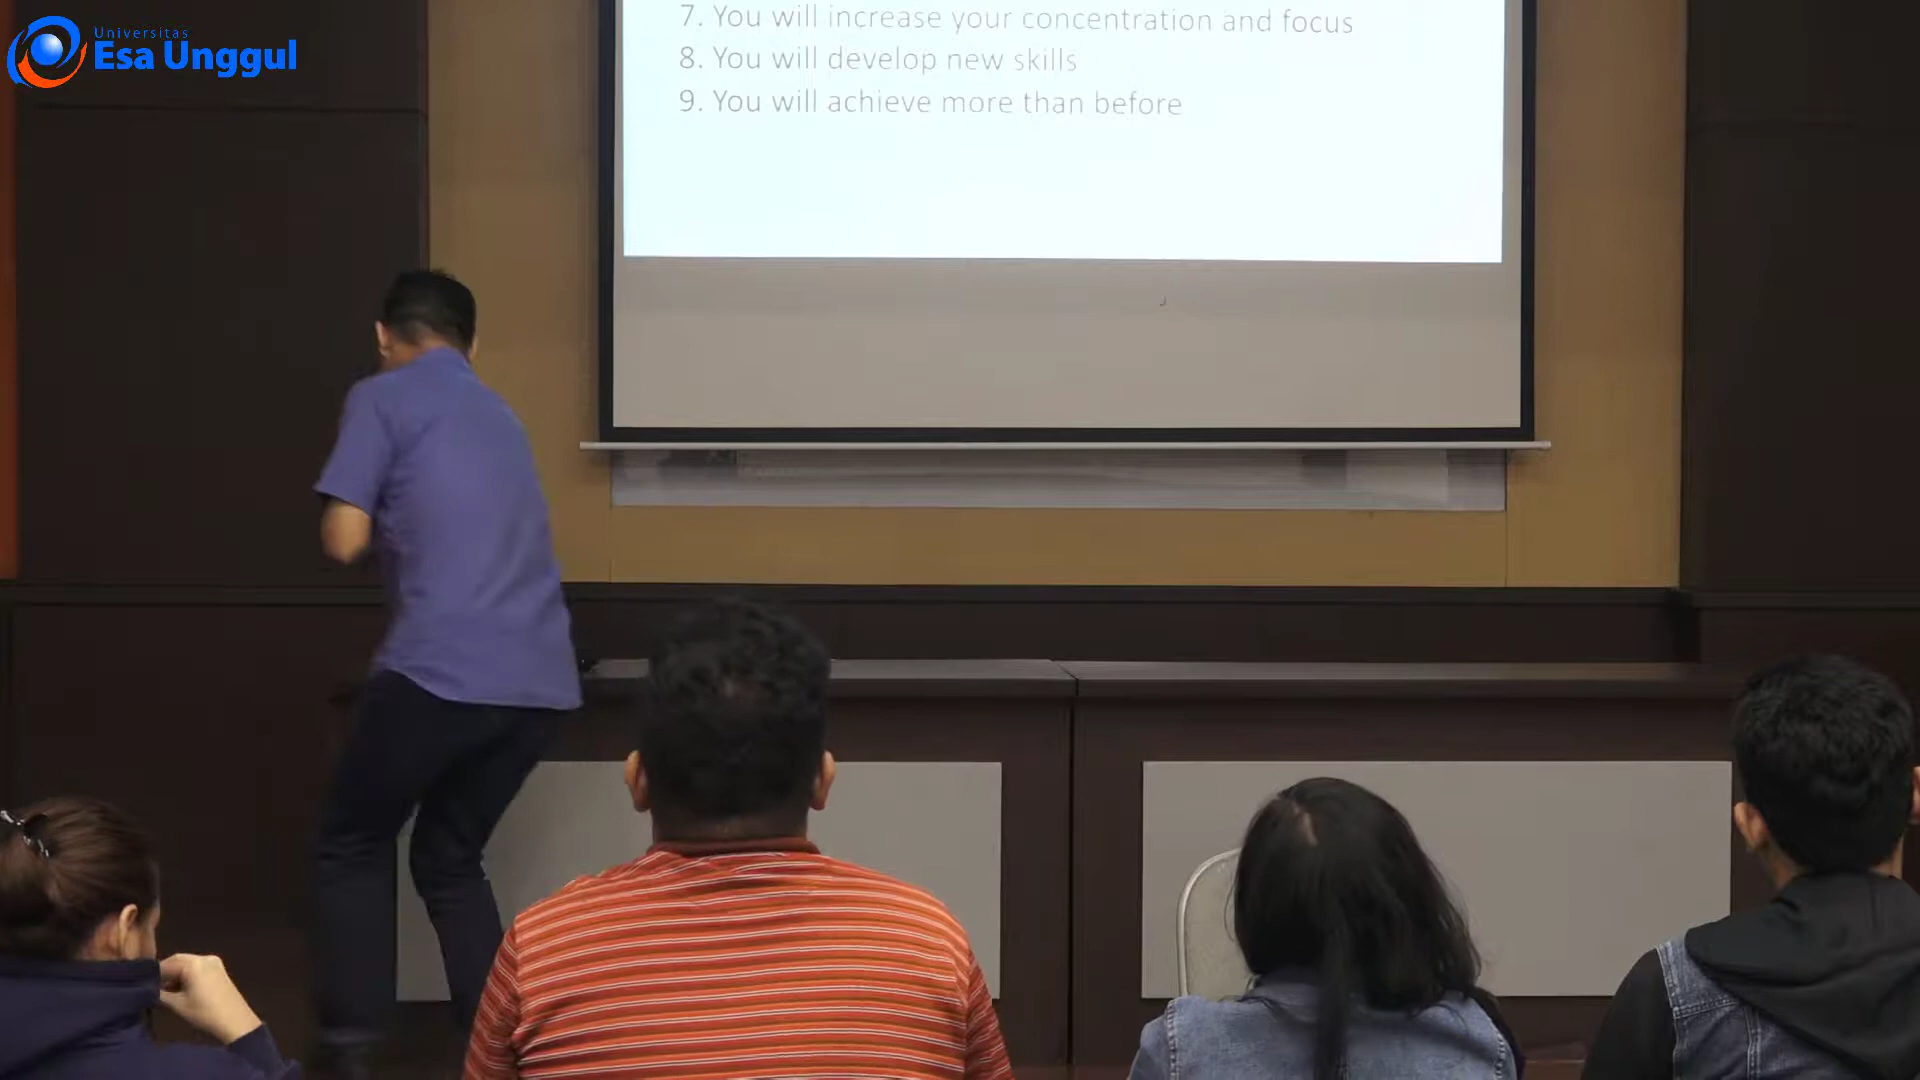 Universitas
Esa Unggul
7. You will increase your concentration and focus
8. You will develop new skills
9. You will achieve more than before